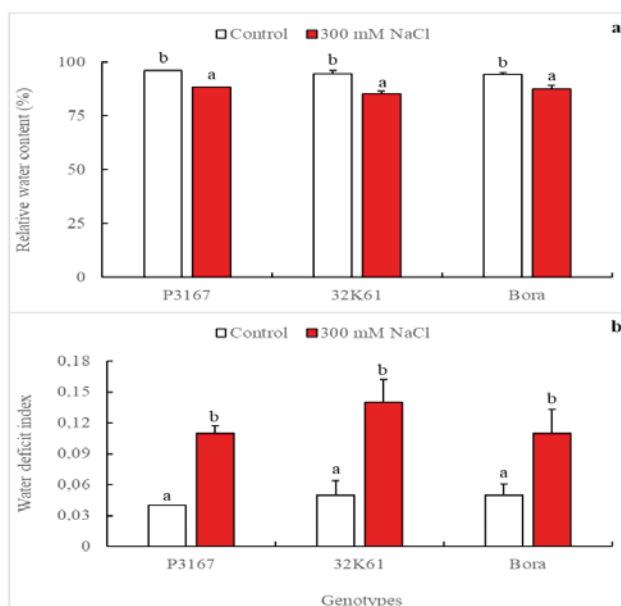 Control 300 mM NaCl a
100
75
50
25
0
Relative water content (%)
b a b a b a
P3167 32K61 Bora
Control 300 mM NaCl b
0,18
0,15
0,12
0,09
0,06
0,03
0
Water deficit index
a b a b a b
P3167 32K61 Bora
Genotypes